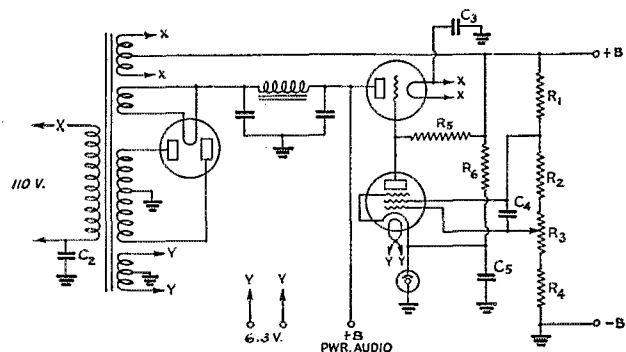 C3
X
X
X
X
+B
R1
R5
R6
X
110 V.
R2
C4
R3
C2
Y
Y
Y
Y
Y
Y
C5
R4
6.3 V.
+B
PWR. AUDIO
-B